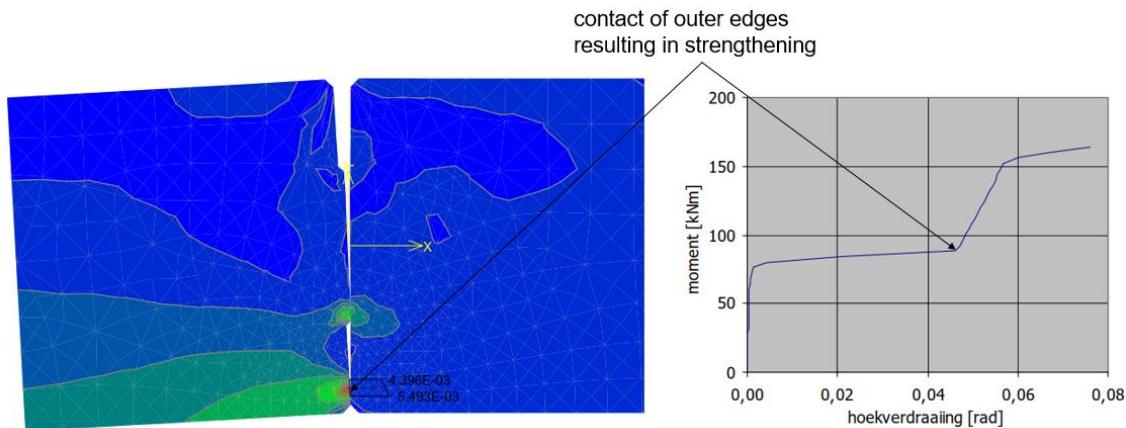 contact of outer edges
resulting in strengthening
X
4.396E-03
5.493E-03
200
150
100
50
0
moment [kNm]
0,00 0,02 0,04 0,06 0,08
hoekverdraaiing [rad]